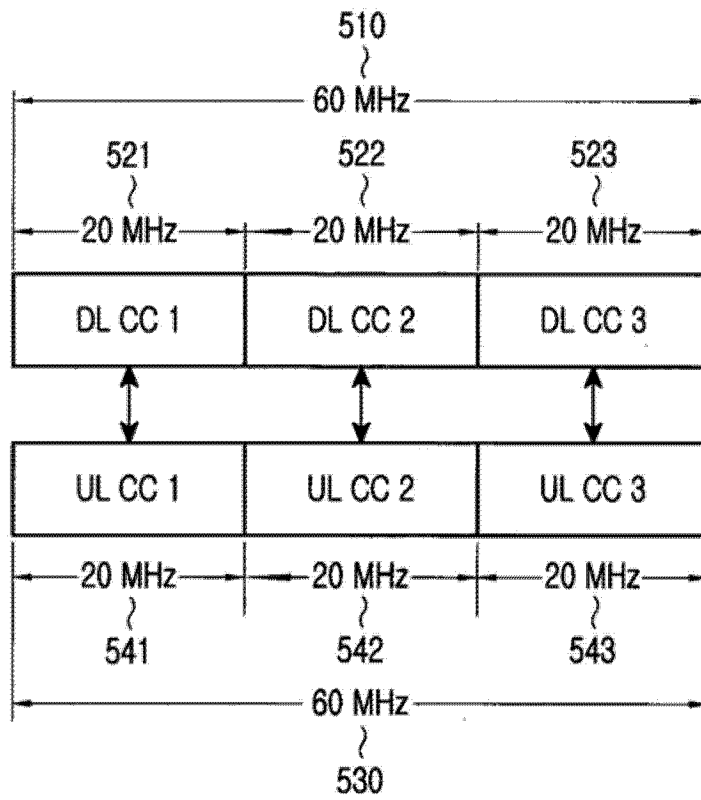 510
60 MHz
521 522 523
20 MHz 20 MHz 20 MHz
DL CC 1 DL CC 2 DL CC 3
UL CC 1 UL CC 2 UL CC 3
20 MHz 20 MHz 20 MHz
541 542 543
60 MHz
530